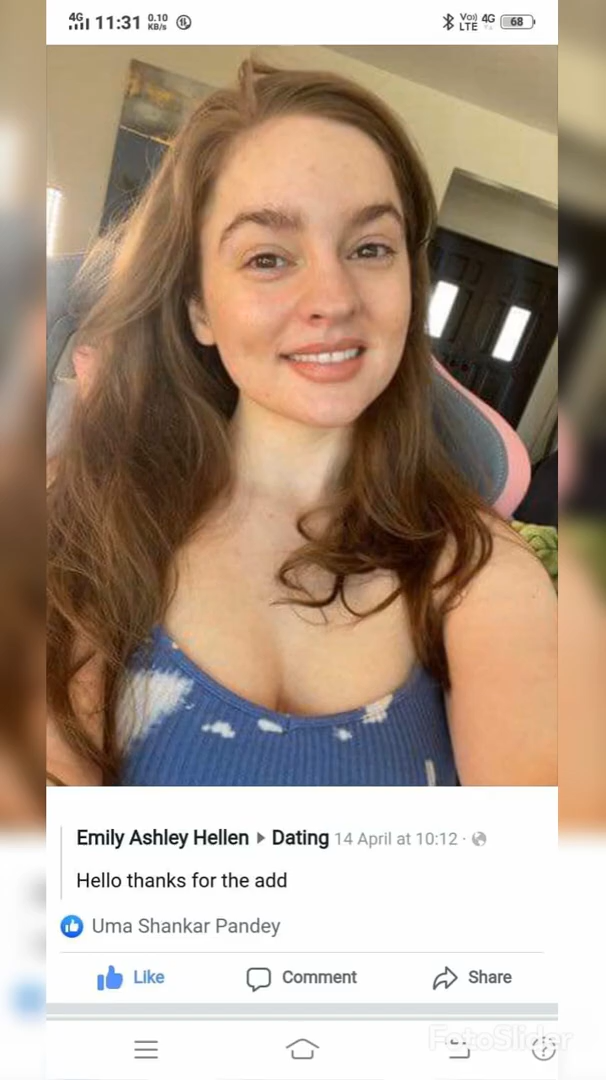 4G 11:31 0.10 KB/s Vo)) LTE 4G 68
Emily Ashley Hellen Dating 14 April at 10:12 ·
Hello thanks for the add
Uma Shankar Pandey
Like Comment Share
FotoSlider